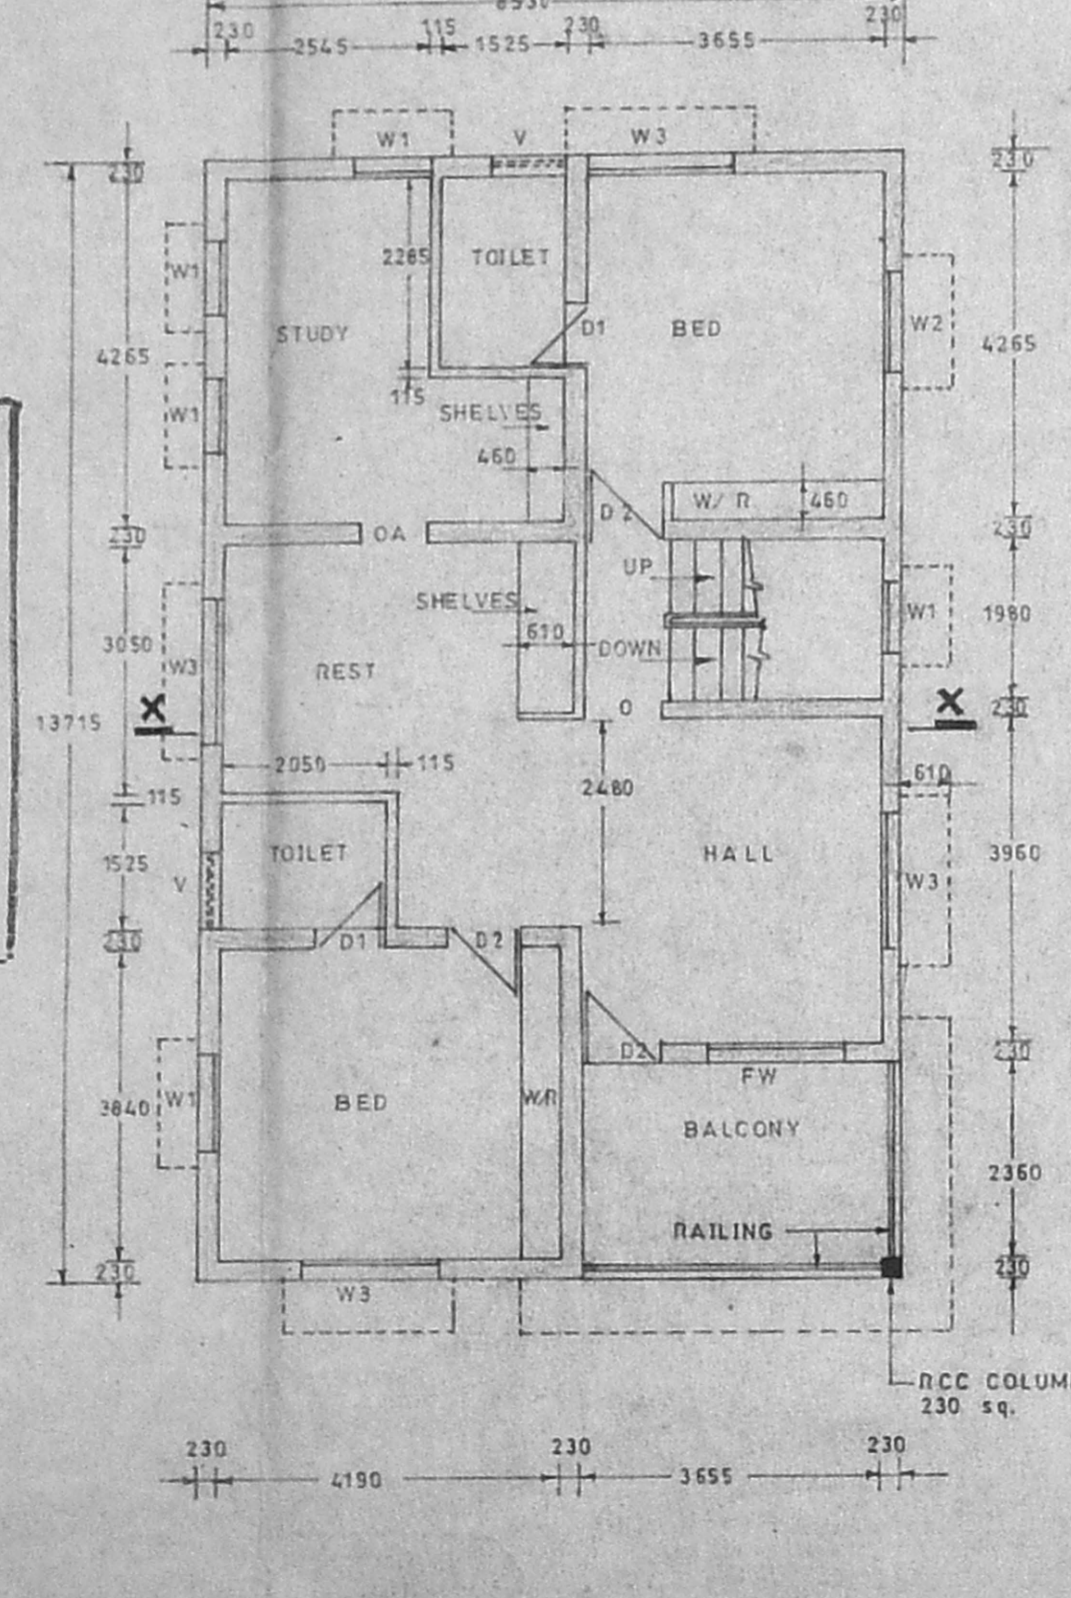 8530
230 2545 115 1525 230 3655 230
W1 V W3
230 230
2265 TOILET
W1 STUDY D1 BED W2
4265 4265
W1 115 SHELVES
460 W/R 460
D2
230 OA 230
UP
SHELVES W1 1980
3050 610 DOWN
W3 REST
X O X
13715 230
2050 115 610
115 2480
TOILET HALL 3960
1525
V W3
230 D1 D2
D2 230
FW
3840 W1 BED W/R
BALCONY
2360
RAILING
230 230
W3
RCC COLUM
230 sq.
230 230 230
4190 3655